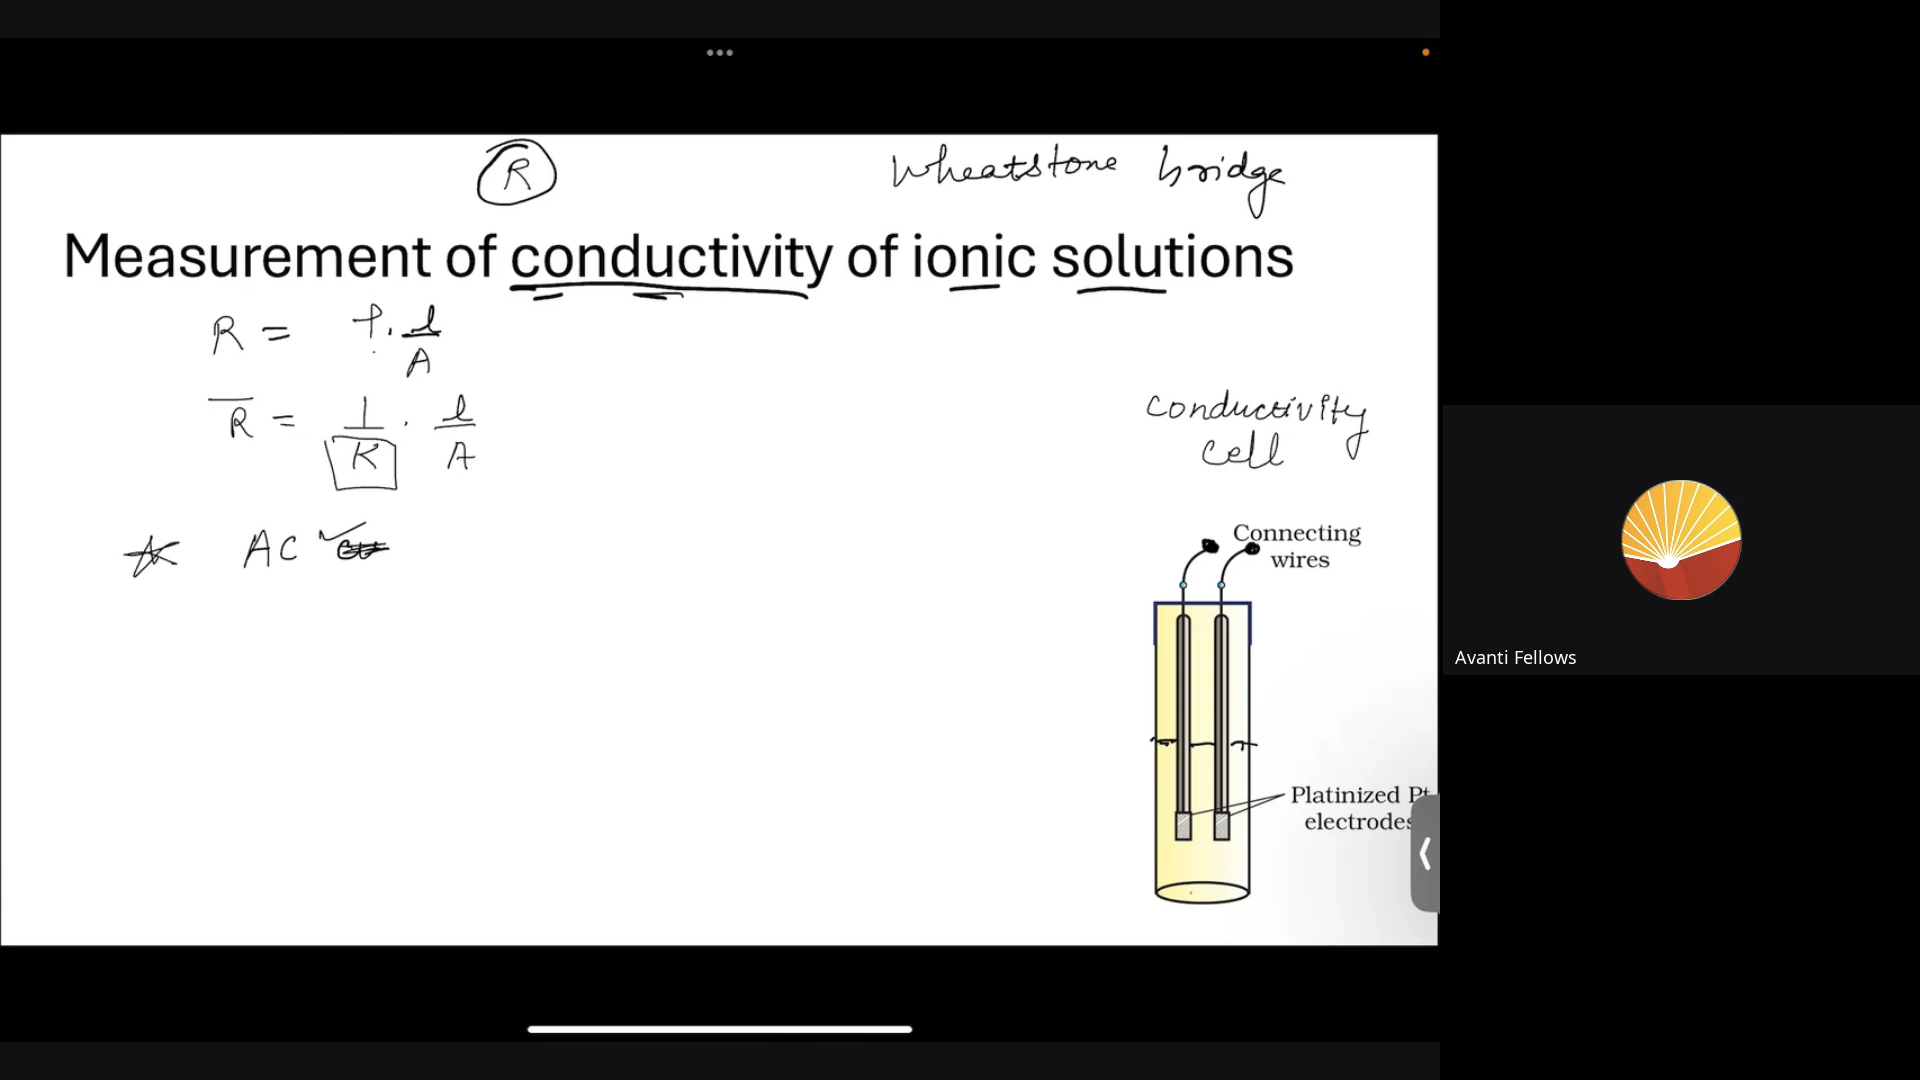 R
Wheatstone bridge
Measurement of conductivity of ionic solutions
R = ρ. l/A
R = 1/K . l/A
AC
conductivity
cell
Connecting
wires
Platinized Pt
electrodes
Avanti Fellows